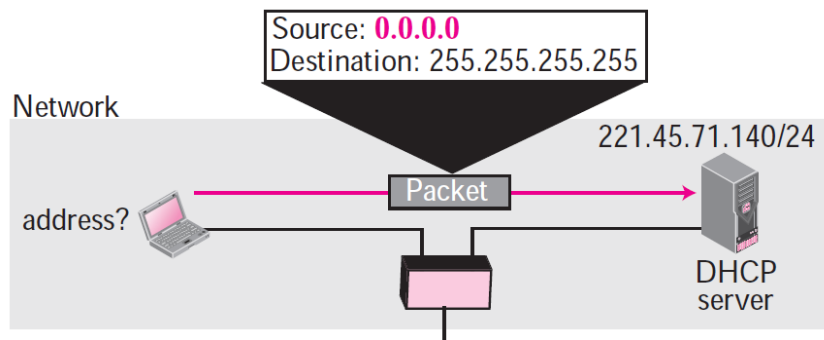 Source: 0.0.0.0
Destination: 255.255.255.255
Network
221.45.71.140/24
Packet
address?
DHCP
server